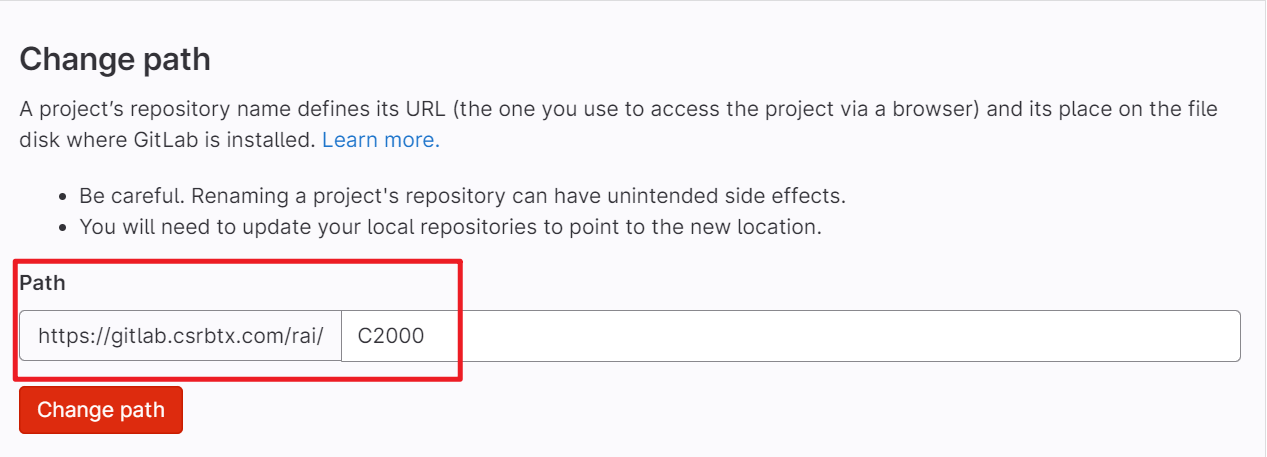 Change path
A project’s repository name defines its URL (the one you use to access the project via a browser) and its place on the file
disk where GitLab is installed. Learn more.
• Be careful. Renaming a project's repository can have unintended side effects.
• You will need to update your local repositories to point to the new location.
Path
https://gitlab.csrbtx.com/rai/ C2000
Change path